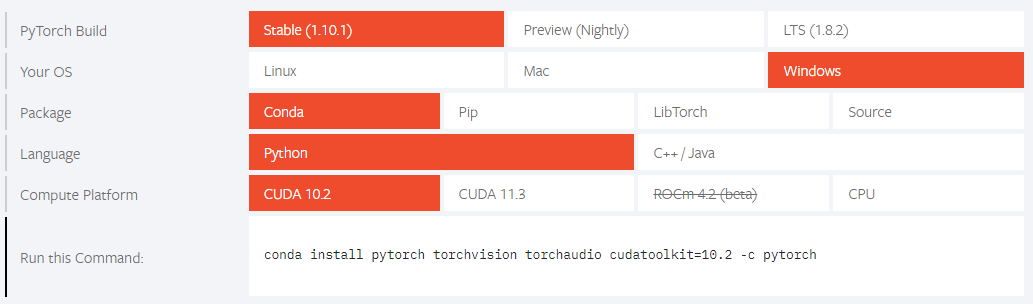 PyTorch Build Stable (1.10.1) Preview (Nightly) LTS (1.8.2)
Your OS Linux Mac Windows
Package Conda Pip LibTorch Source
Language Python C++ / Java
Compute Platform CUDA 10.2 CUDA 11.3 ROCm 4.2 (beta) CPU
Run this Command: conda install pytorch torchvision torchaudio cudatoolkit=10.2 -c pytorch